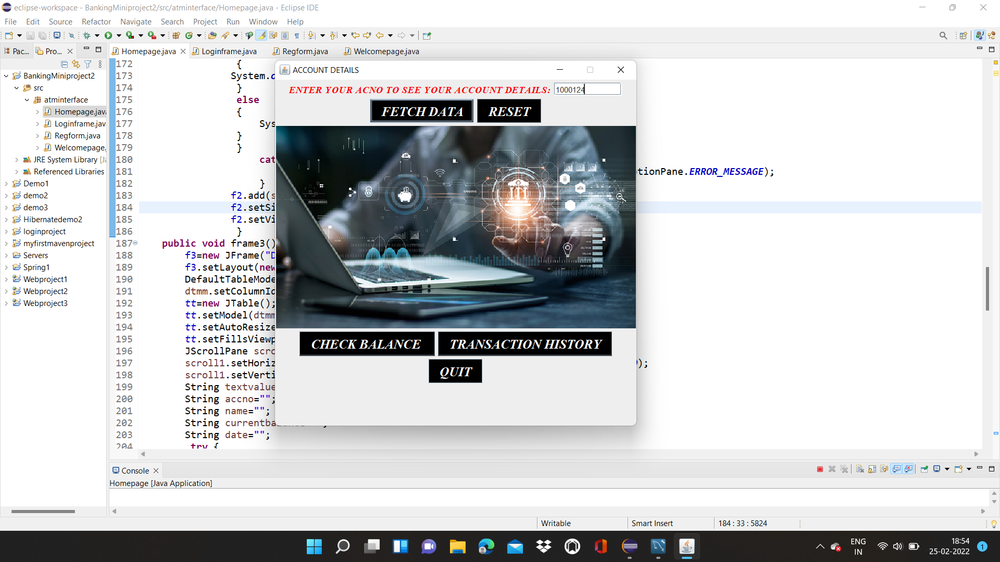 eclipse-workspace - BankingMiniproject2/src/atminterface/Homepage.java - Eclipse IDE
File Edit Source Refactor Navigate Search Project Run Window Help
Pac... Pro...
Homepage.java Loginframe.java Regform.java Welcomepage.java
BankingMiniproject2
src
atminterface
Homepage.java
Loginframe.jav
Regform.java
Welcomepage.
JRE System Library
Referenced Libraries
Demo1
demo2
demo3
Hibernatedemo2
loginproject
myfirstmavenproject
Servers
Spring1
Webproject1
Webproject2
Webproject3
172 {
173 System.
174 }
175 else
176 {
177 Sys
178 }
179 }
180 cat
181 tionPane.ERROR_MESSAGE);
182 }
183 f2.add(s
184 f2.setSi
185 f2.setVi
186 }
187 public void frame3()
188 f3=new JFrame("D
189 f3.setLayout(new
190 DefaultTableMode
191 dtmm.setColumnId
192 tt=new JTable();
193 tt.setModel(dtmm
194 tt.setAutoResize
195 tt.setFillsViewp
196 JScrollPane scro
197 scroll1.setHoriz );
198 scroll1.setVerti
199 String textvalue
200 String accno="";
201 String name="";
202 String currentba
203 String date="";
204 try {
ACCOUNT DETAILS
ENTER YOUR ACNO TO SEE YOUR ACCOUNT DETAILS: 1000124
FETCH DATA RESET
BANKING
CHECK BALANCE TRANSACTION HISTORY
QUIT
Console
Homepage [Java Application]
Writable Smart Insert 184 : 33 : 5824
ENG
IN
18:54
25-02-2022
1